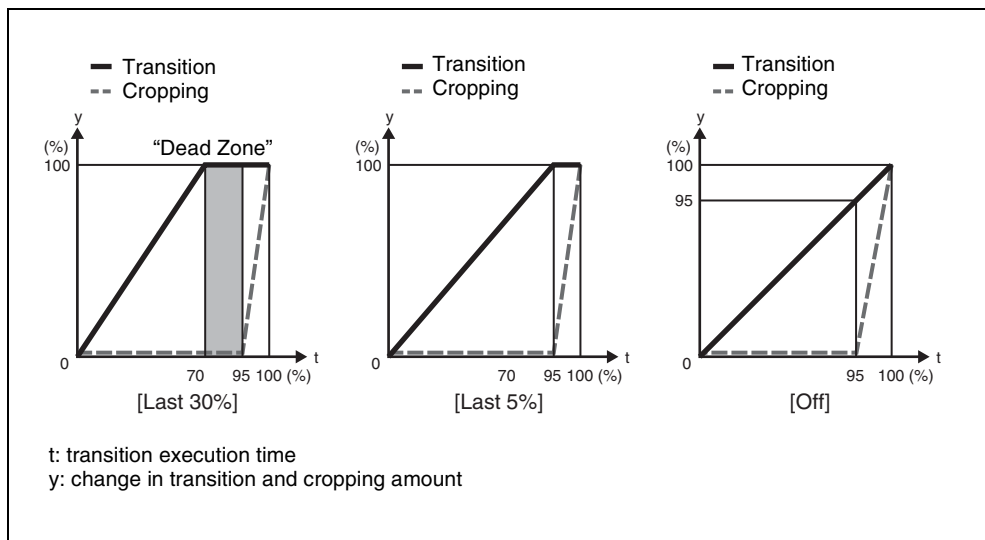 Transition
Cropping
y
(%)
100
"Dead Zone"
0
70 95 100 (%)
t
[Last 30%]
Transition
Cropping
y
(%)
100
0
70 95 100 (%)
t
[Last 5%]
Transition
Cropping
y
(%)
100
95
0
95 100 (%)
t
[Off]
t: transition execution time
y: change in transition and cropping amount